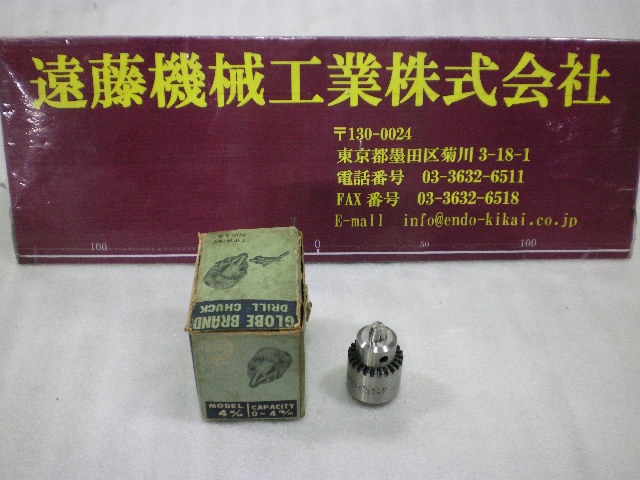 遠藤機械工業株式会社
〒130-0024
東京都墨田区菊川 3-18-1
電話番号 03-3632-6511
FAX 番号 03-3632-6518
E-mail info@endo-kikai.co.jp
100 0 50 100
GLOBE BRAND
DRILL CHUCK
MODEL CAPACITY
4 0-4